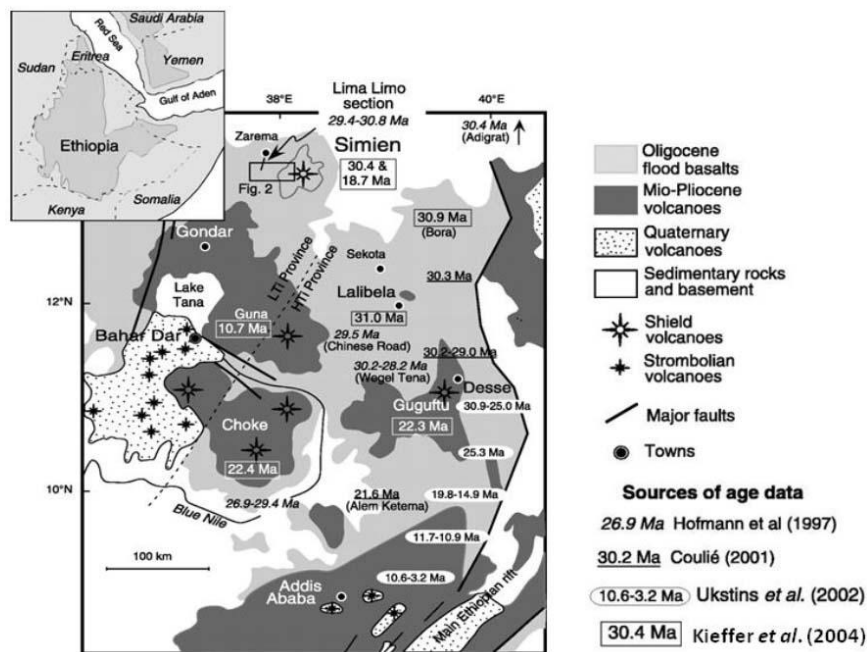 Saudi Arabia
Red Sea
Eritrea
Sudan
Yemen
Gulf of Aden
Ethiopia
Somalia
Kenya
38°E
Lima Limo
section
29.4-30.8 Ma
40°E
30.4 Ma
(Adigrat)
Zarema
Simien
30.4 &
18.7 Ma
Fig. 2
Gondar
30.9 Ma
(Bora)
LTi Province
HTi Province
Sekota
30.3 Ma
12°N
Lake
Tana
Lalibela
31.0 Ma
Guna
10.7 Ma
29.5 Ma
(Chinese Road)
Bahar Dar
30.2-29.0 Ma
30.2-28.2 Ma
(Wegel Tena)
Desse
Guguftu
30.9-25.0 Ma
22.3 Ma
Choke
22.4 Ma
25.3 Ma
10°N
26.9-29.4 Ma
21.6 Ma
(Alem Ketema)
19.8-14.9 Ma
Blue Nile
11.7-10.9 Ma
100 km
10.6-3.2 Ma
Addis
Ababa
Main Ethiopian rift
Oligocene
flood basalts
Mio-Pliocene
volcanoes
Quaternary
volcanoes
Sedimentary rocks
and basement
Shield
volcanoes
Strombolian
volcanoes
Major faults
Towns
Sources of age data
26.9 Ma Hofmann et al (1997)
30.2 Ma Coulié (2001)
10.6-3.2 Ma Ukstins et al. (2002)
30.4 Ma Kieffer et al. (2004)